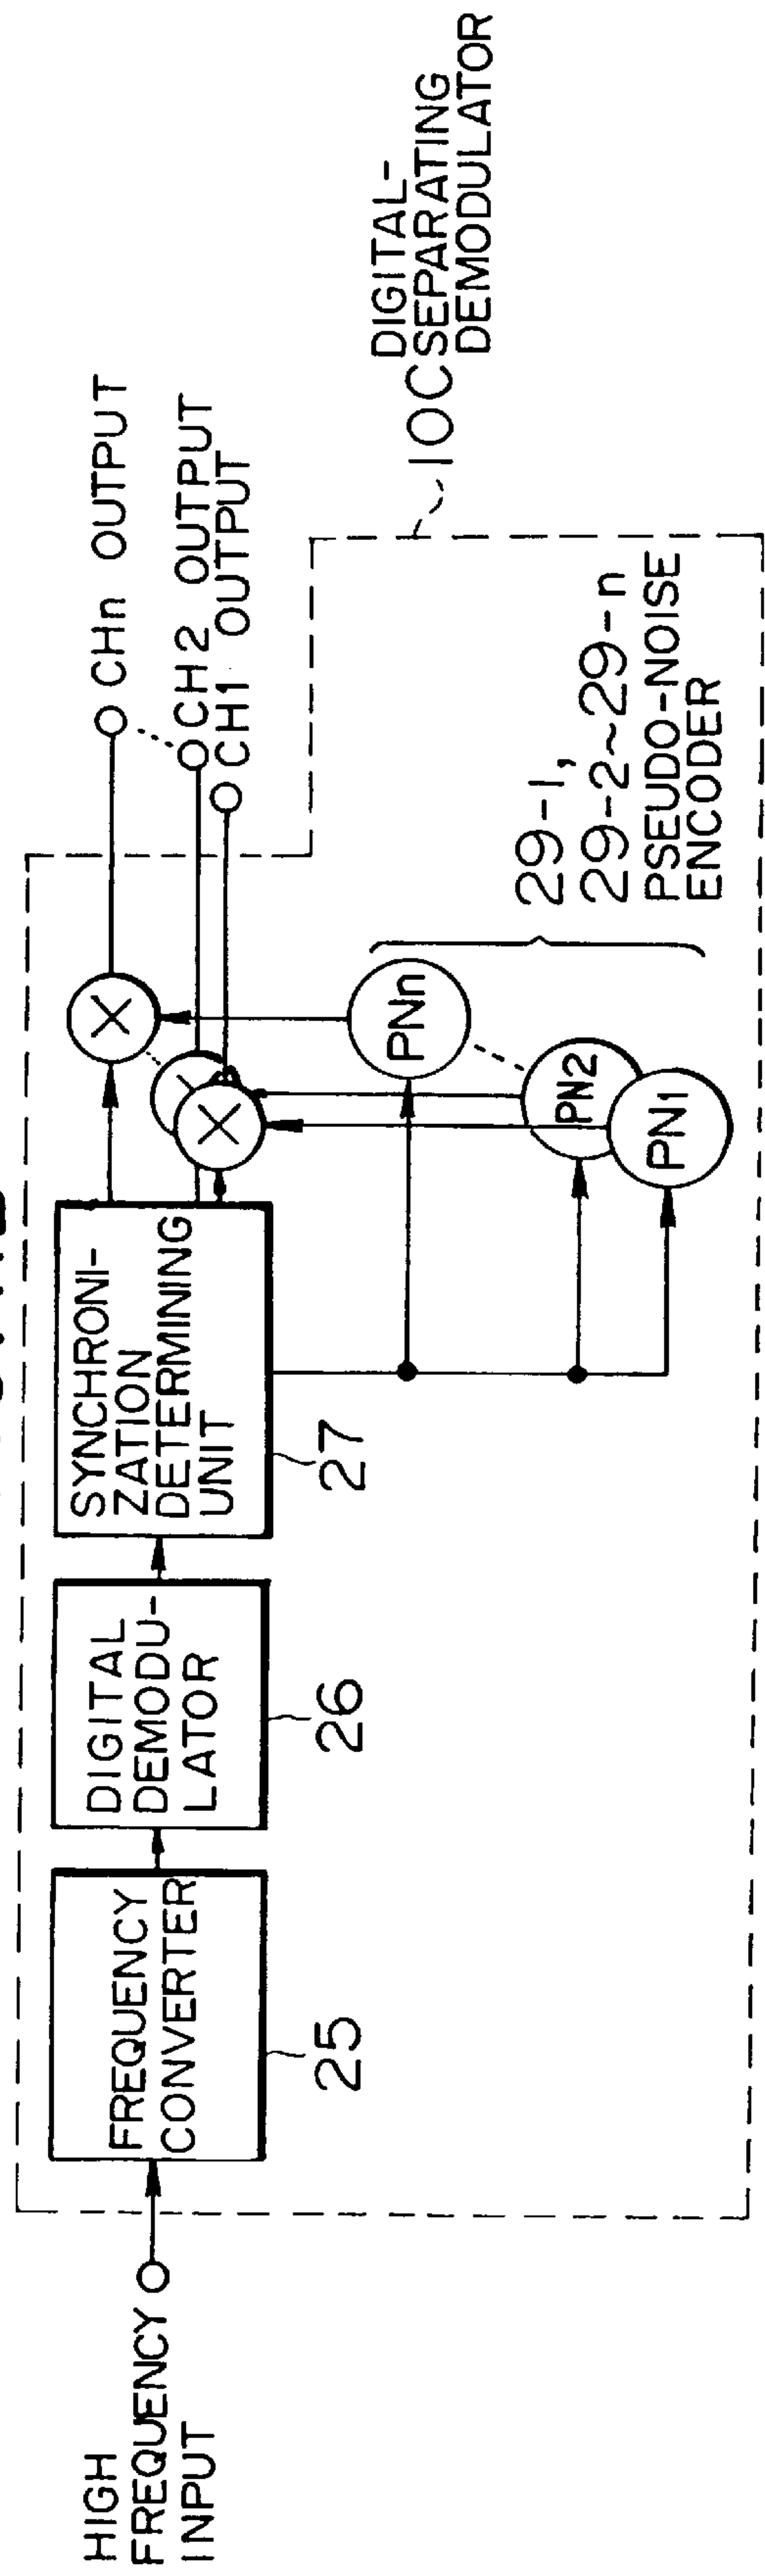 HIGH
FREQUENCY
INPUT
FREQUENCY
CONVERTER
25
DIGITAL
DEMODU-
LATOR
26
SYNCHRONI-
ZATION
DETERMINING
UNIT
27
CHn OUTPUT
CH2 OUTPUT
CH1 OUTPUT
PNn
PN2
PN1
29-1,
29-2~29-n
PSEUDO-NOISE
ENCODER
10C
DIGITAL-
SEPARATING
DEMODULATOR